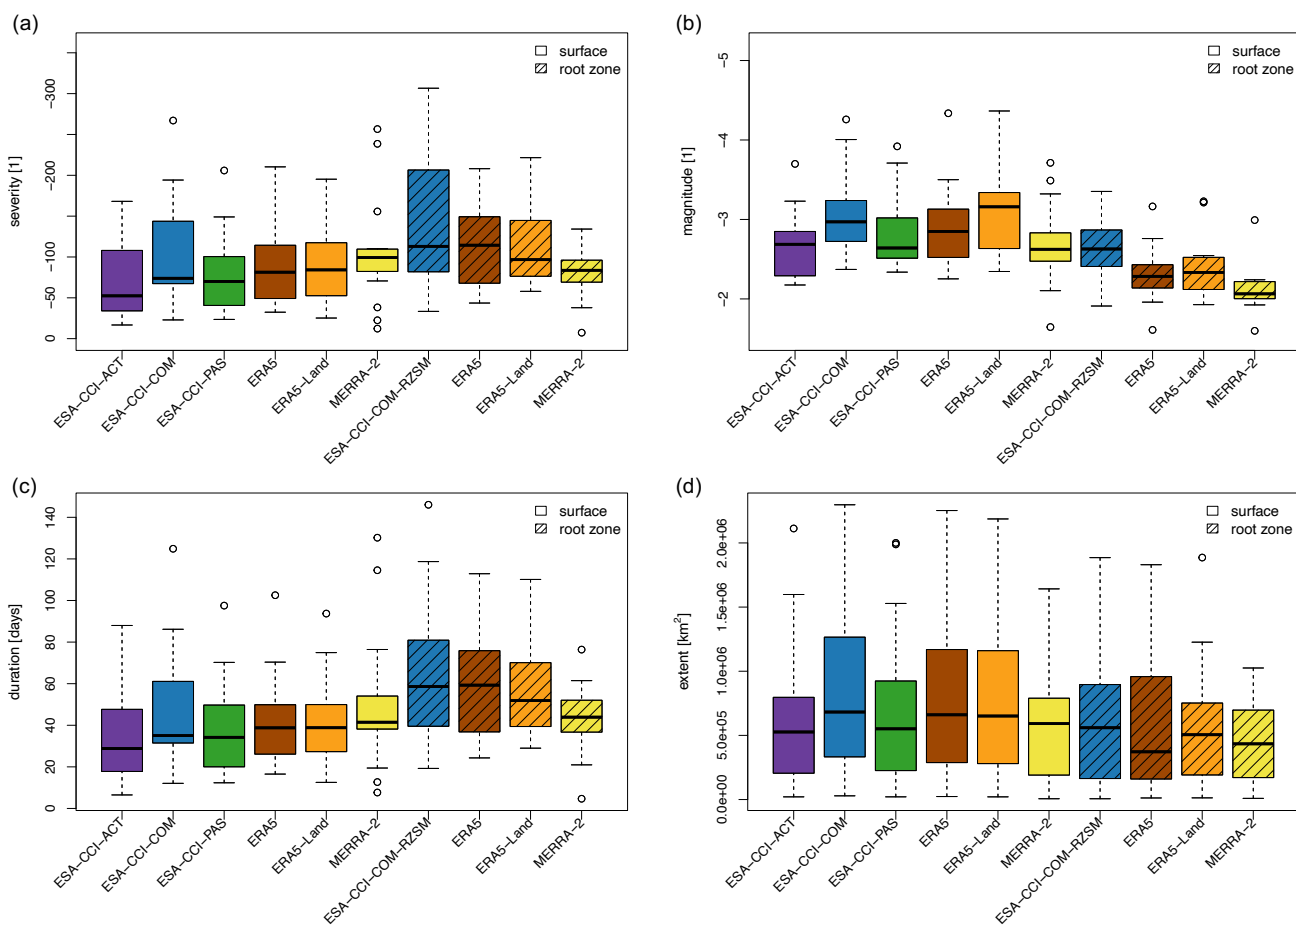 (a)
surface
root zone
severity [1]
-300
-200
-100
-50
0
ESA-CCI-ACT
ESA-CCI-COM
ESA-CCI-PAS
ERA5
ERA5-Land
MERRA-2
ESA-CCI-COM-RZSM
ERA5
ERA5-Land
MERRA-2
(b)
surface
root zone
magnitude [1]
-5
-4
-3
-2
ESA-CCI-ACT
ESA-CCI-COM
ESA-CCI-PAS
ERA5
ERA5-Land
MERRA-2
ESA-CCI-COM-RZSM
ERA5
ERA5-Land
MERRA-2
(c)
surface
root zone
duration [days]
140
120
100
80
60
40
20
0
ESA-CCI-ACT
ESA-CCI-COM
ESA-CCI-PAS
ERA5
ERA5-Land
MERRA-2
ESA-CCI-COM-RZSM
ERA5
ERA5-Land
MERRA-2
(d)
surface
root zone
extent [km²]
2.0e+06
1.5e+06
1.0e+06
5.0e+05
0.0e+00
ESA-CCI-ACT
ESA-CCI-COM
ESA-CCI-PAS
ERA5
ERA5-Land
MERRA-2
ESA-CCI-COM-RZSM
ERA5
ERA5-Land
MERRA-2